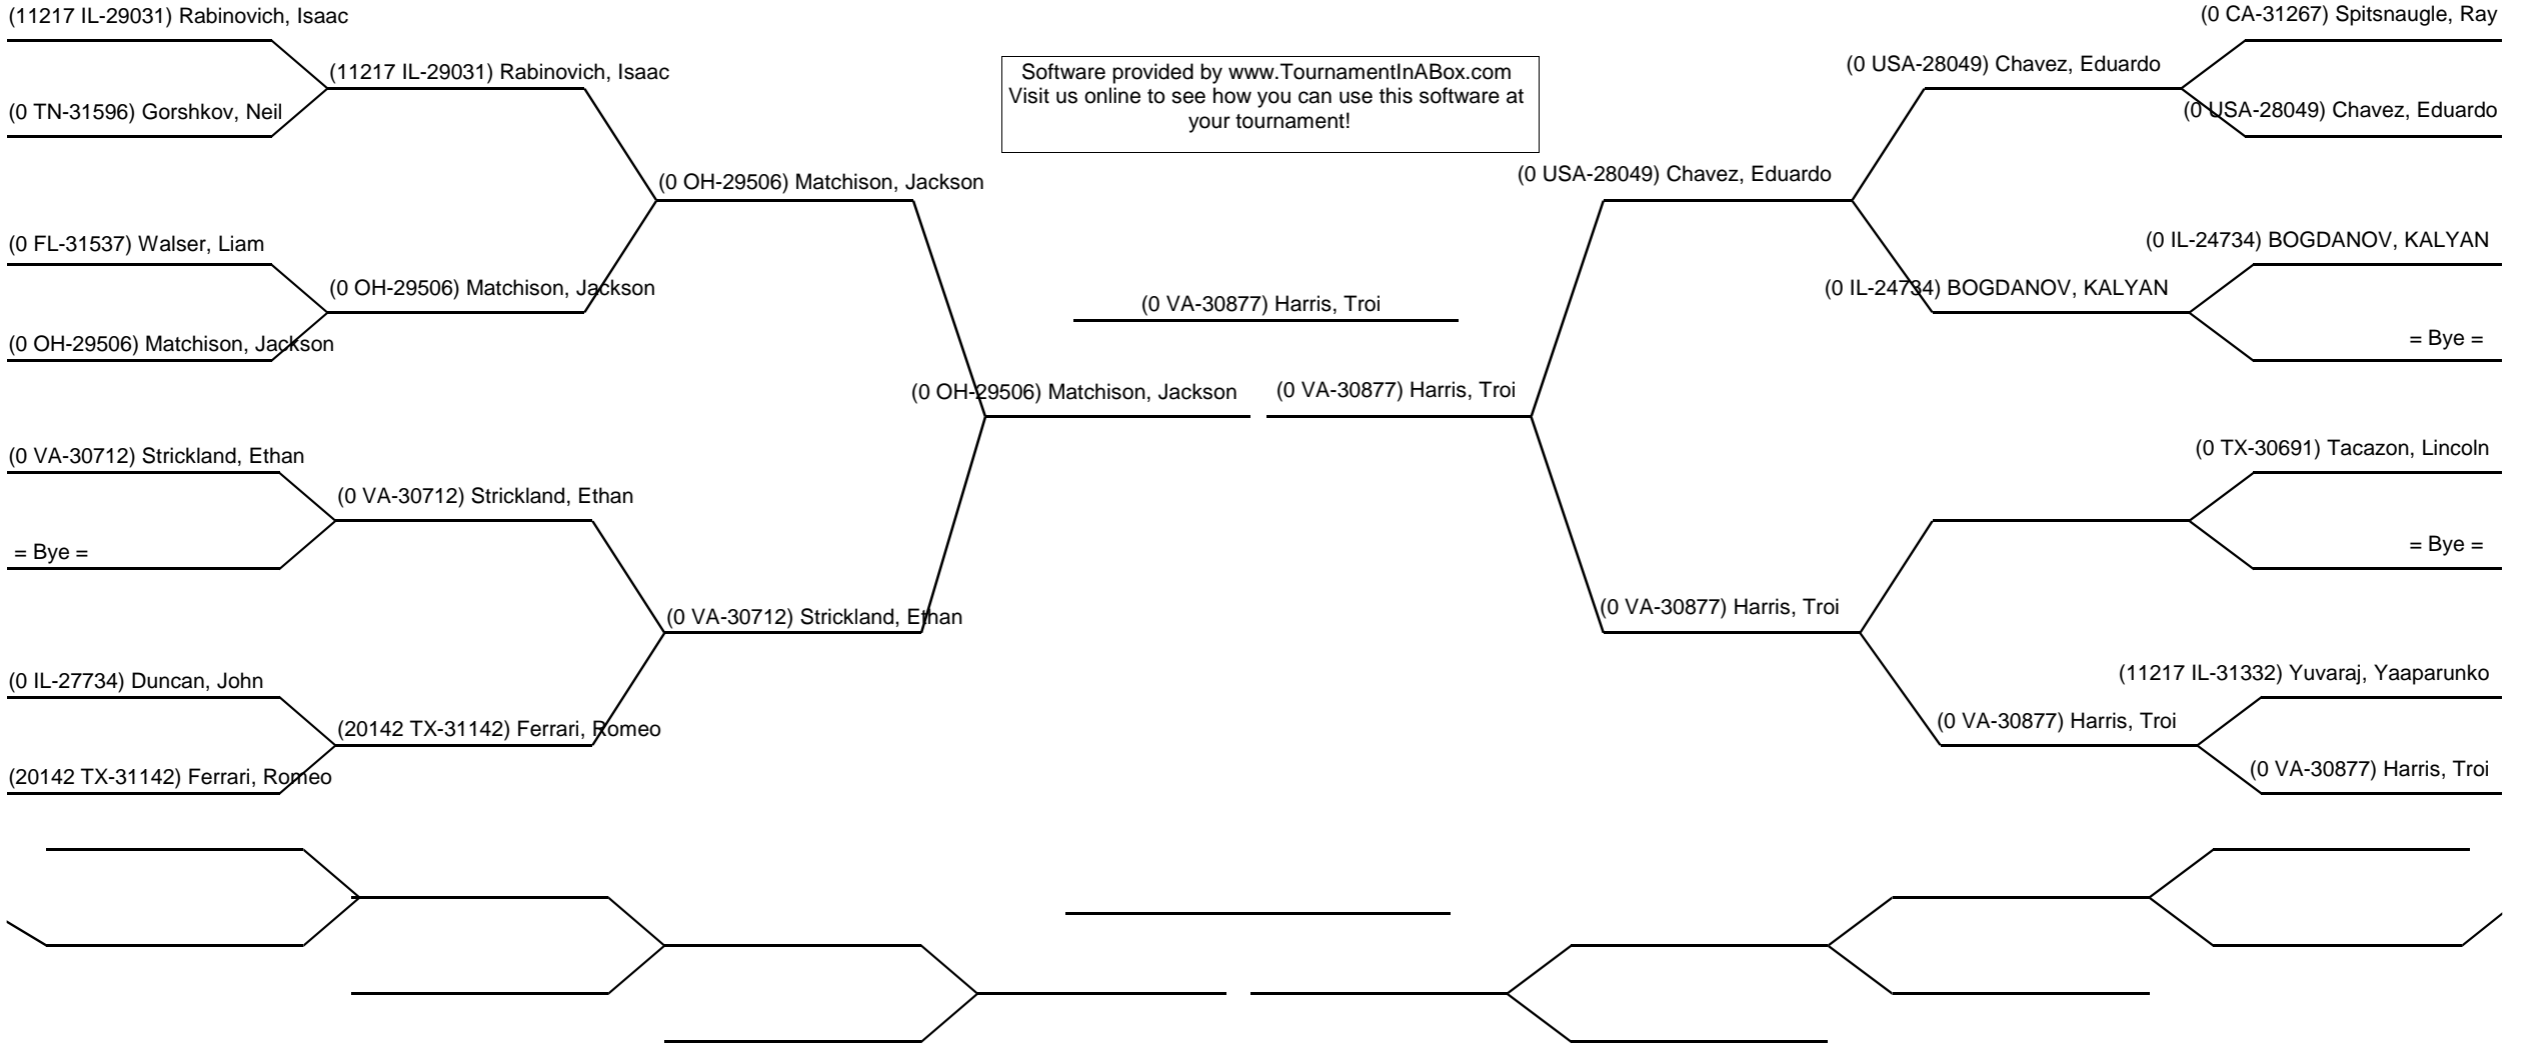 (11217 IL-29031) Rabinovich, Isaac
(0 TN-31596) Gorshkov, Neil
(0 FL-31537) Walser, Liam
(0 OH-29506) Matchison, Jackson
(0 VA-30712) Strickland, Ethan
= Bye =
(0 IL-27734) Duncan, John
(20142 TX-31142) Ferrari, Romeo
(11217 IL-29031) Rabinovich, Isaac
(0 OH-29506) Matchison, Jackson
(0 VA-30712) Strickland, Ethan
(20142 TX-31142) Ferrari, Romeo
(0 OH-29506) Matchison, Jackson
(0 VA-30712) Strickland, Ethan
(0 OH-29506) Matchison, Jackson
Software provided by www.TournamentInABox.com
Visit us online to see how you can use this software at
your tournament!
(0 VA-30877) Harris, Troi
(0 VA-30877) Harris, Troi
(0 USA-28049) Chavez, Eduardo
(0 VA-30877) Harris, Troi
(0 USA-28049) Chavez, Eduardo
(0 IL-24734) BOGDANOV, KALYAN
(0 VA-30877) Harris, Troi
(0 CA-31267) Spitsnaugle, Ray
(0 USA-28049) Chavez, Eduardo
(0 IL-24734) BOGDANOV, KALYAN
= Bye =
(0 TX-30691) Tacazon, Lincoln
= Bye =
(11217 IL-31332) Yuvaraj, Yaaparunko
(0 VA-30877) Harris, Troi